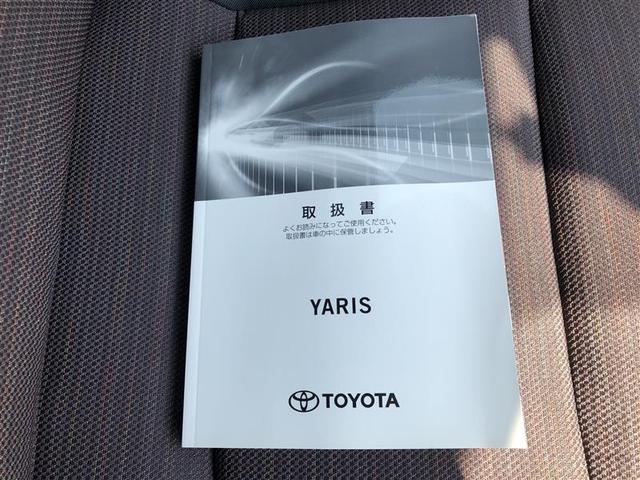 取扱書
よくお読みになってご使用ください。
取扱書は車の中に保管しましょう。
YARIS
TOYOTA